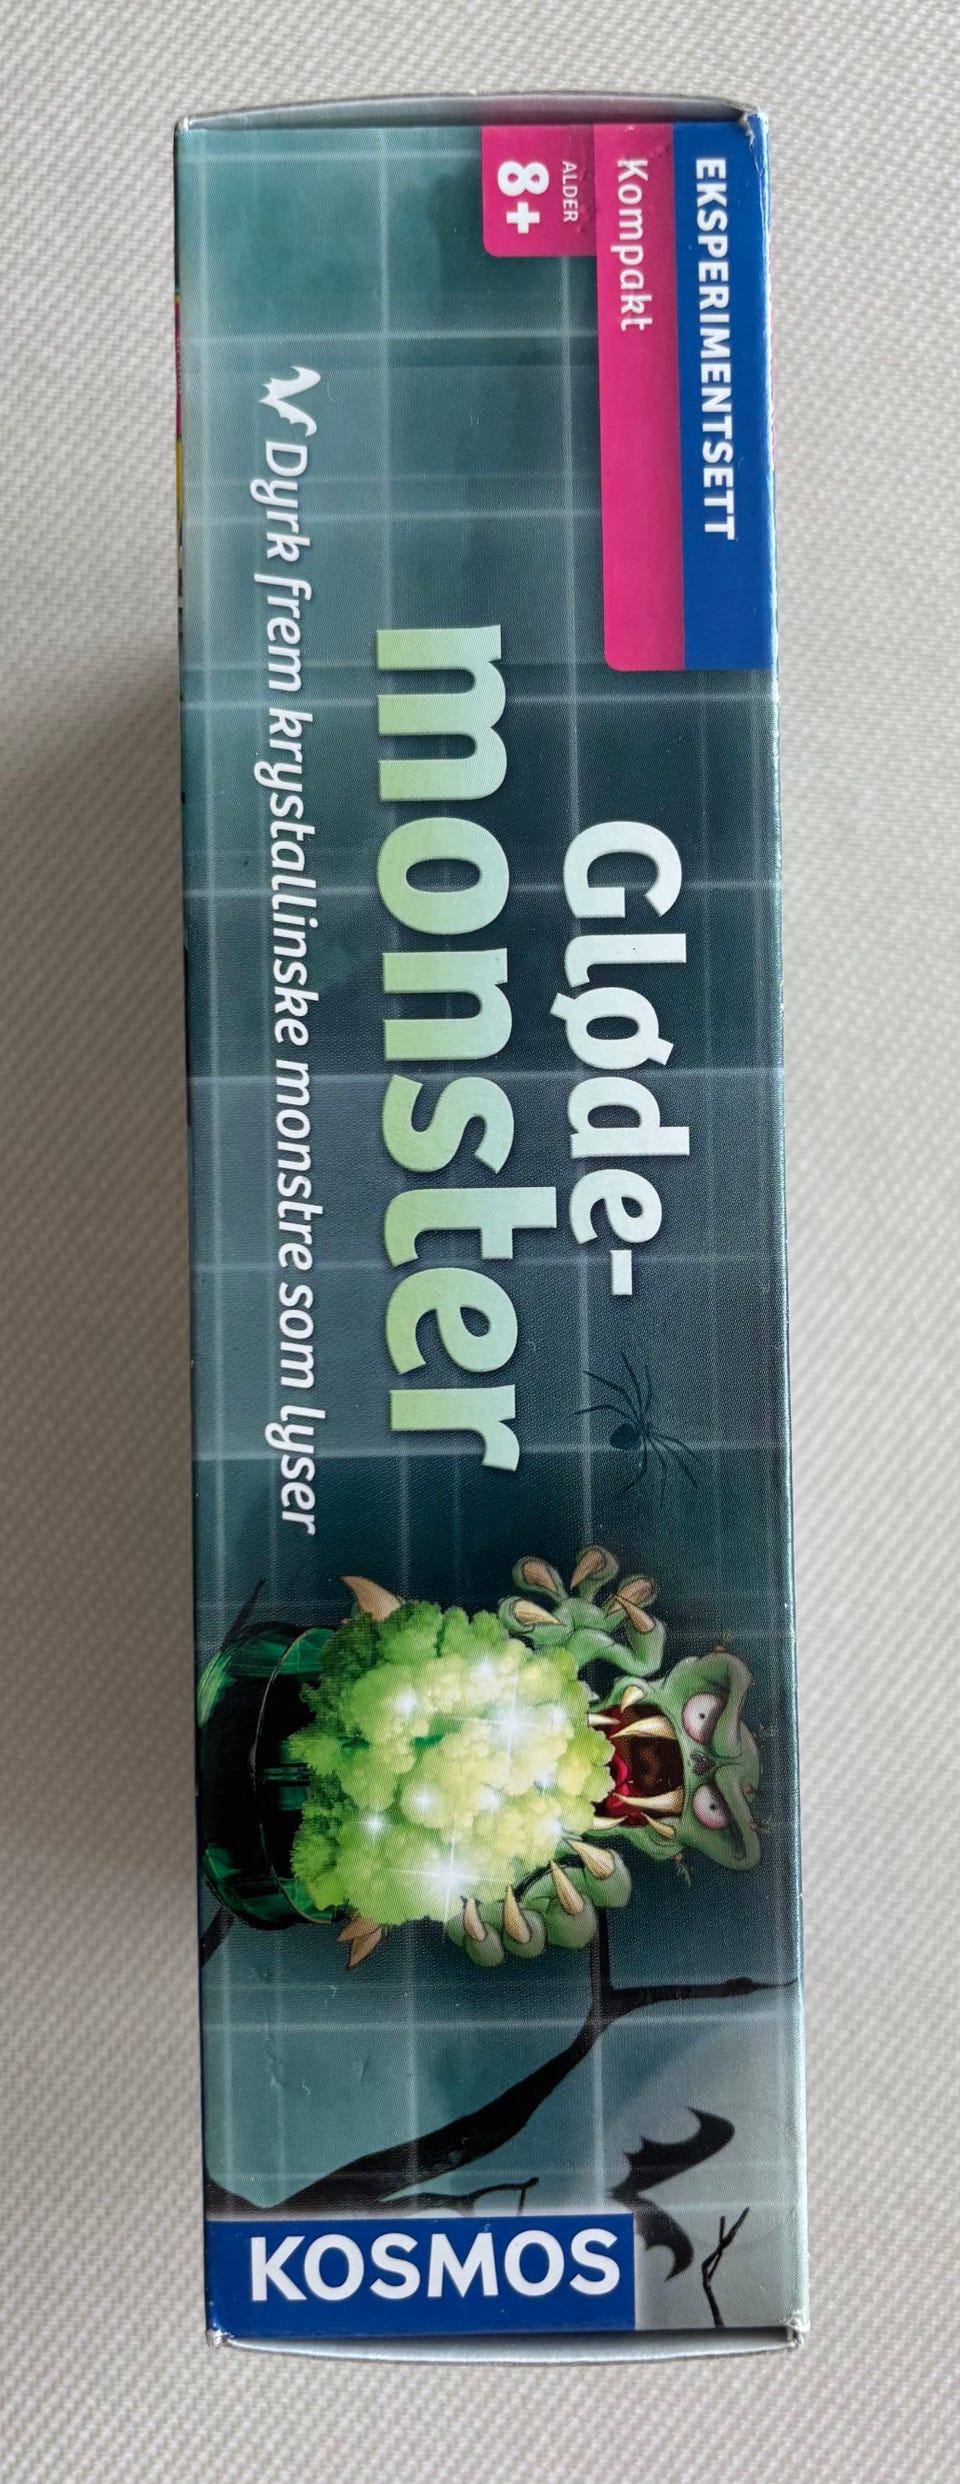 EKSPERIMENTSETT
Kompakt
ALDER
8+
Gløde-
monster
Dyrk frem krystallinske monstre som lyser
KOSMOS